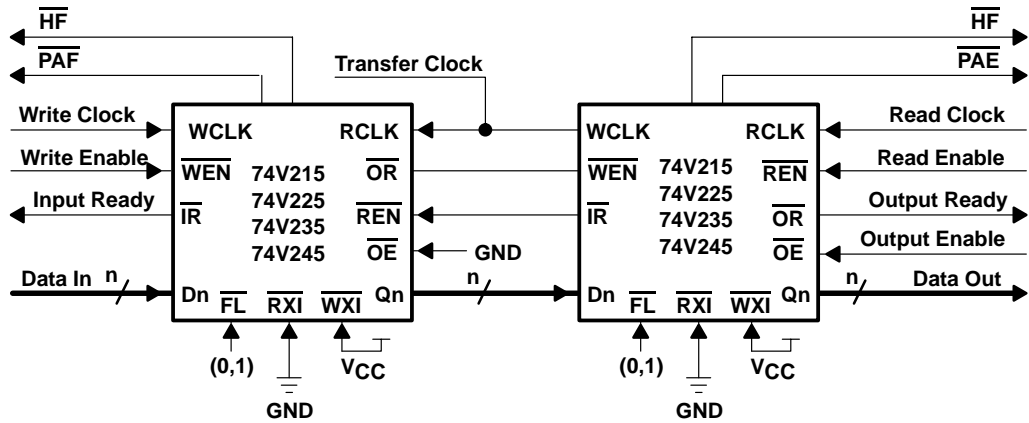 HF HF
PAF Transfer Clock PAE
Write Clock WCLK RCLK WCLK RCLK Read Clock
Write Enable WEN 74V215 OR WEN 74V215 REN Read Enable
74V225 74V225
Input Ready IR 74V235 REN IR 74V235 OR Output Ready
74V245 OE GND 74V245 OE Output Enable
Data In n Dn Qn n Dn Qn n Data Out
FL RXI WXI FL RXI WXI
(0,1) VCC (0,1) VCC
GND GND